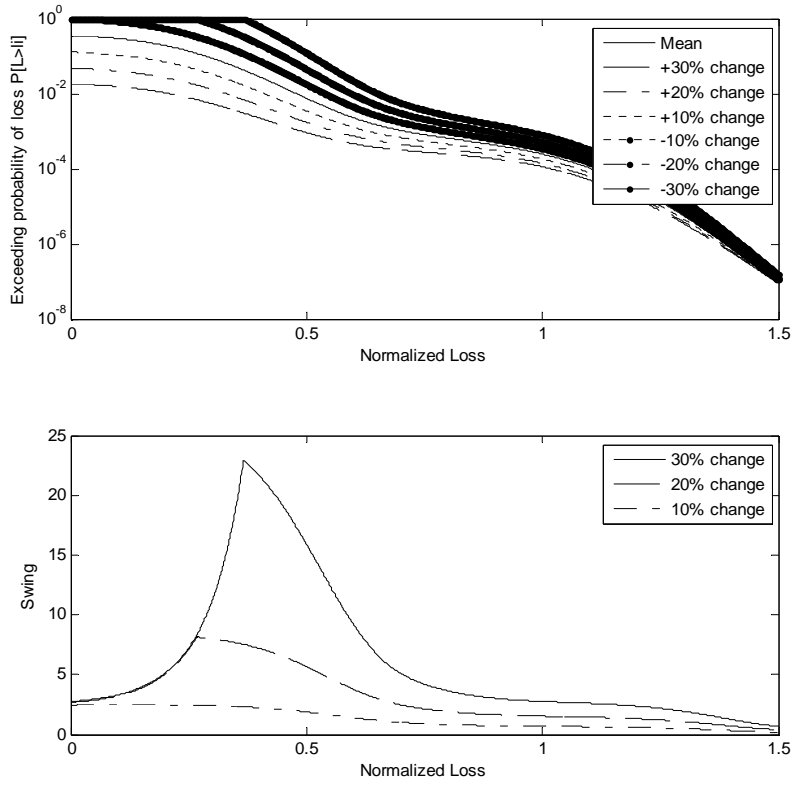 Exceeding probability of loss P[L>li]
10^0
10^-2
10^-4
10^-6
10^-8
0
0.5
1
1.5
Normalized Loss
Mean
+30% change
+20% change
+10% change
-10% change
-20% change
-30% change
Swing
25
20
15
10
5
0
0
0.5
1
1.5
Normalized Loss
30% change
20% change
10% change